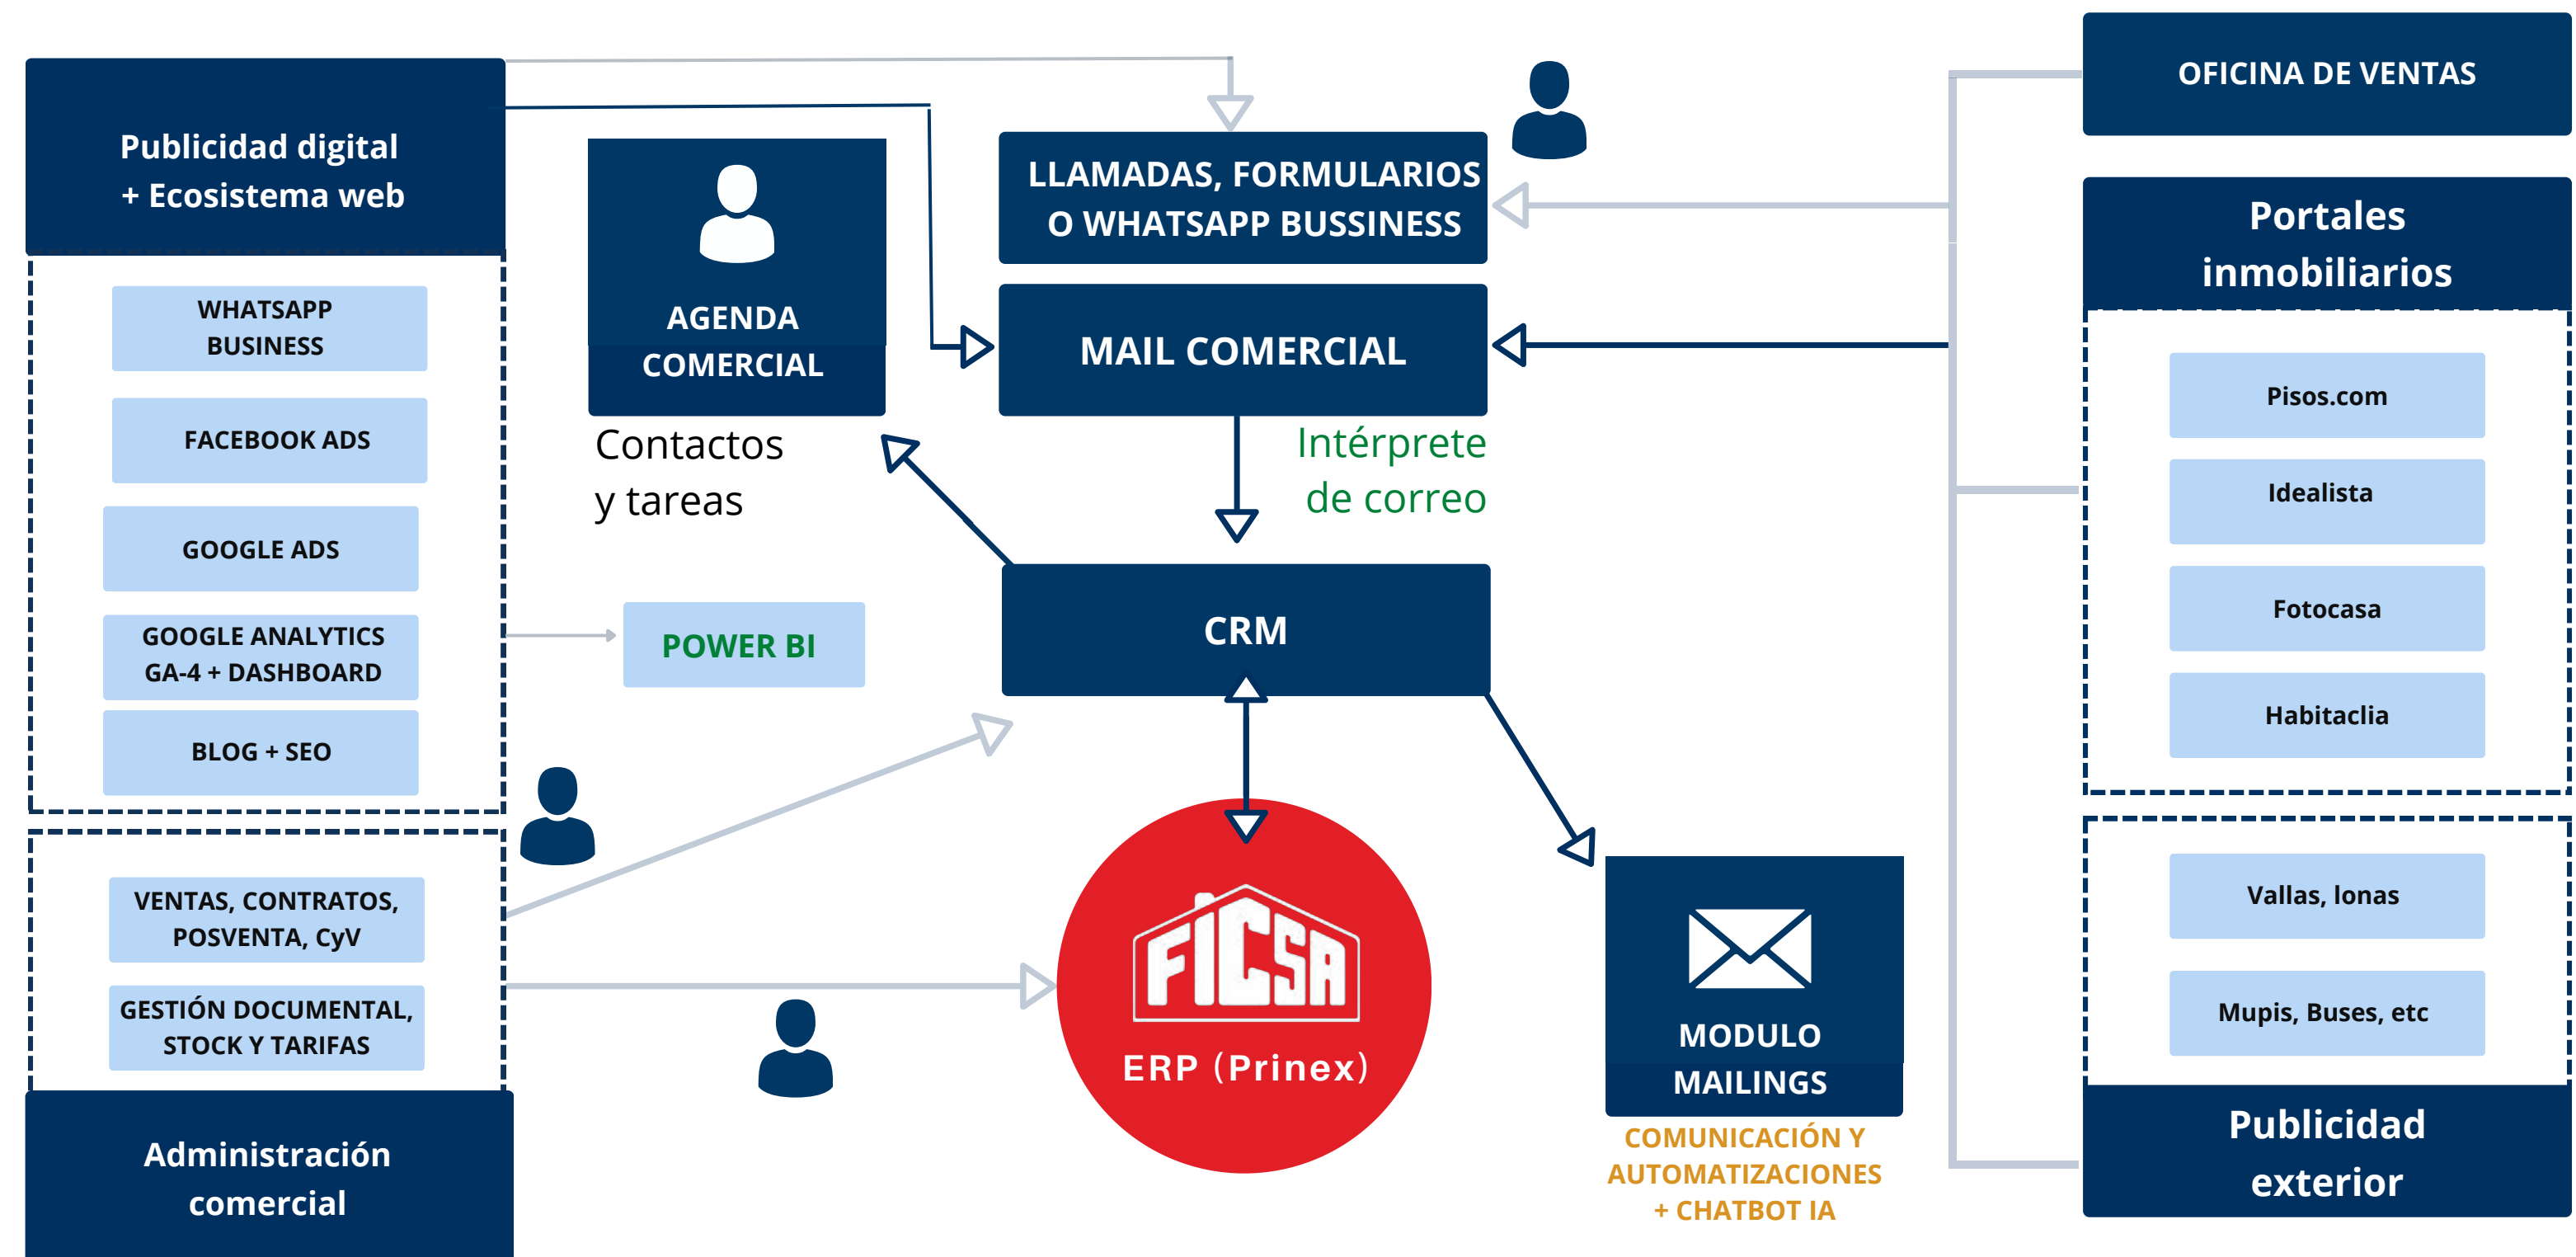 Publicidad digital
+ Ecosistema web
WHATSAPP
BUSINESS
FACEBOOK ADS
GOOGLE ADS
GOOGLE ANALYTICS
GA-4 + DASHBOARD
BLOG + SEO
VENTAS, CONTRATOS,
POSVENTA, CyV
GESTIÓN DOCUMENTAL,
STOCK Y TARIFAS
Administración
comercial
AGENDA
COMERCIAL
Contactos
y tareas
POWER BI
LLAMADAS, FORMULARIOS
O WHATSAPP BUSSINESS
MAIL COMERCIAL
Intérprete
de correo
CRM
FICSA
ERP (Prinex)
MODULO
MAILINGS
COMUNICACIÓN Y
AUTOMATIZACIONES
+ CHATBOT IA
OFICINA DE VENTAS
Portales
inmobiliarios
Pisos.com
Idealista
Fotocasa
Habitaclia
Vallas, lonas
Mupis, Buses, etc
Publicidad
exterior